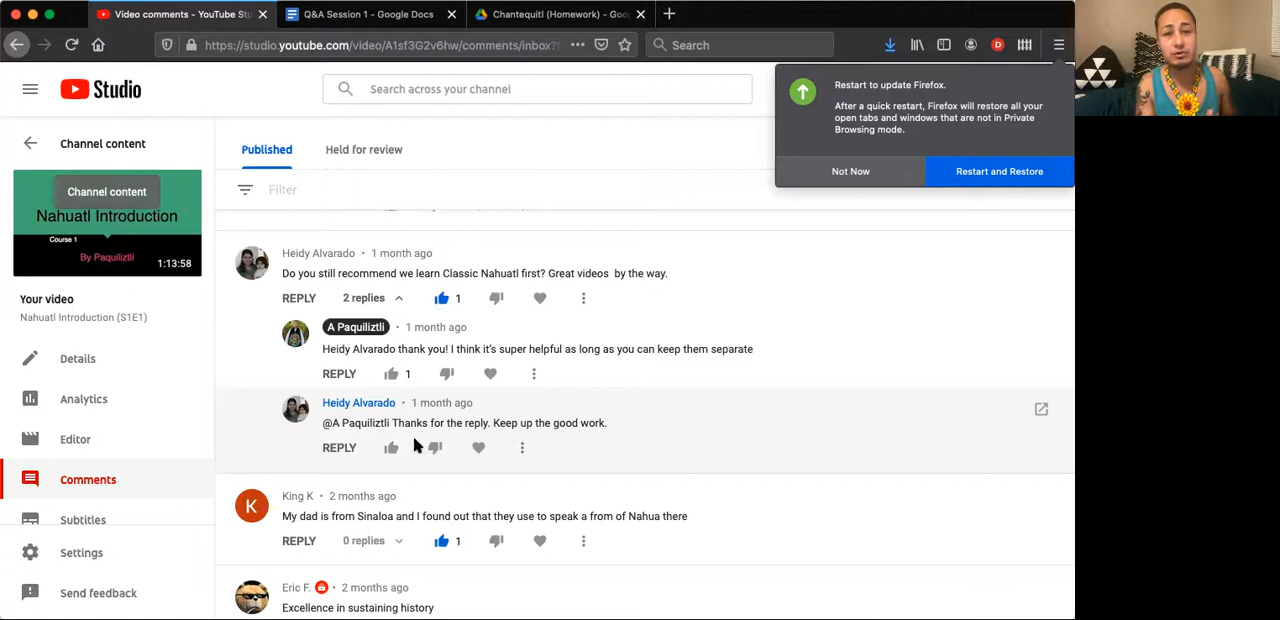 Video comments - YouTube Stu
Q&A Session 1 - Google Docs
Chantequitl (Homework) - Goo
https://studio.youtube.com/video/A1sf3G2v6hw/comments/inbox?
Search
Studio
Search across your channel
Restart to update Firefox.
After a quick restart, Firefox will restore all your
open tabs and windows that are not in Private
Browsing mode.
Not Now
Restart and Restore
Channel content
Channel content
Nahuatl Introduction
Course 1
By Paquiliztli
1:13:58
Your video
Nahuatl Introduction (S1E1)
Details
Analytics
Editor
Comments
Subtitles
Settings
Send feedback
Published
Held for review
Filter
Heidy Alvarado • 1 month ago
Do you still recommend we learn Classic Nahuatl first? Great videos by the way.
REPLY 2 replies 1
A Paquiliztli • 1 month ago
Heidy Alvarado thank you! I think it's super helpful as long as you can keep them separate
REPLY 1
Heidy Alvarado • 1 month ago
@A Paquiliztli Thanks for the reply. Keep up the good work.
REPLY
K
King K • 2 months ago
My dad is from Sinaloa and I found out that they use to speak a from of Nahua there
REPLY 0 replies 1
Eric F. • 2 months ago
Excellence in sustaining history